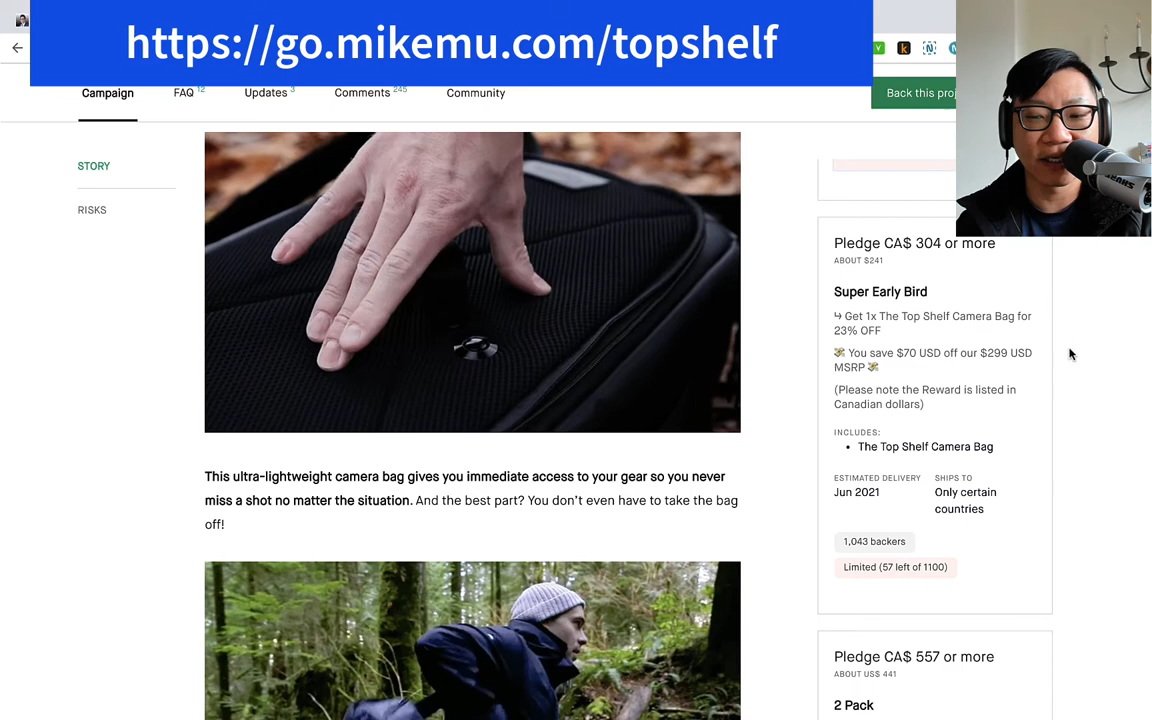 https://go.mikemu.com/topshelf
Campaign
FAQ 12
Updates 3
Comments 245
Community
Back this proj
STORY
RISKS
This ultra-lightweight camera bag gives you immediate access to your gear so you never
miss a shot no matter the situation. And the best part? You don’t even have to take the bag
off!
Pledge CA$ 304 or more
ABOUT $241
Super Early Bird
↳ Get 1x The Top Shelf Camera Bag for
23% OFF
💸 You save $70 USD off our $299 USD
MSRP 💸
(Please note the Reward is listed in
Canadian dollars)
INCLUDES:
• The Top Shelf Camera Bag
ESTIMATED DELIVERY
Jun 2021
SHIPS TO
Only certain
countries
1,043 backers
Limited (57 left of 1100)
Pledge CA$ 557 or more
ABOUT US$ 441
2 Pack